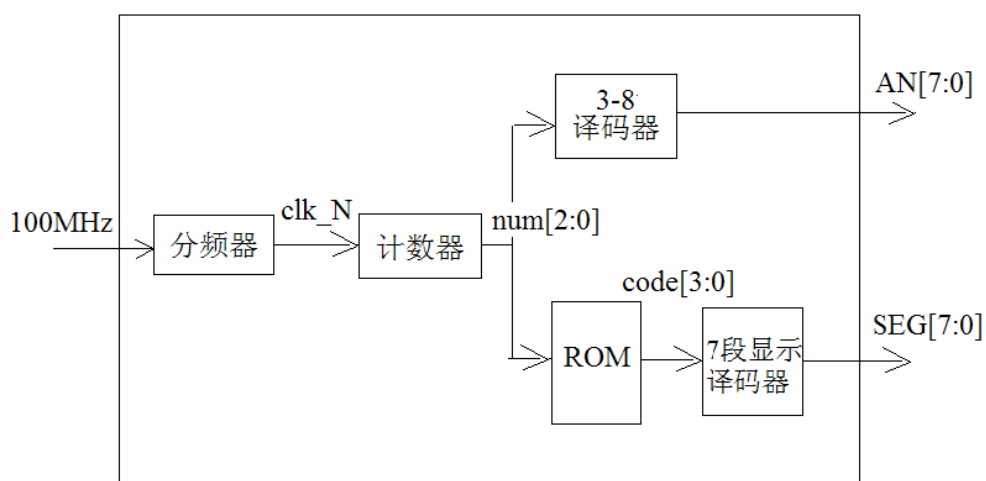 100MHz
分频器
clk_N
计数器
num[2:0]
3-8
译码器
AN[7:0]
ROM
code[3:0]
7段显示
译码器
SEG[7:0]